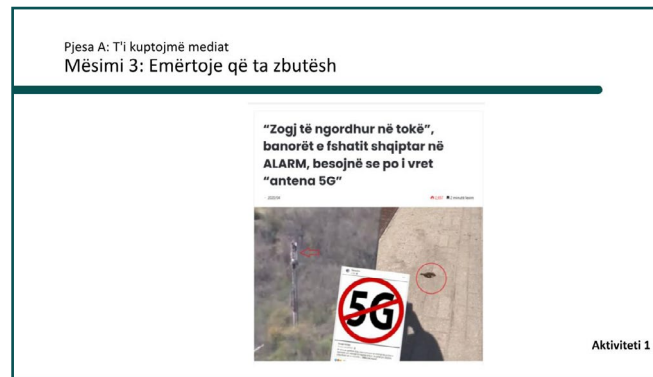 Pjesa A: T'i kuptojmë mediat
Mësimi 3: Emërtoje që ta zbutësh
“Zogj të ngordhur në tokë”,
banorët e fshatit shqiptar në
ALARM, besojnë se po i vret
“antena 5G”
5G
Aktiviteti 1